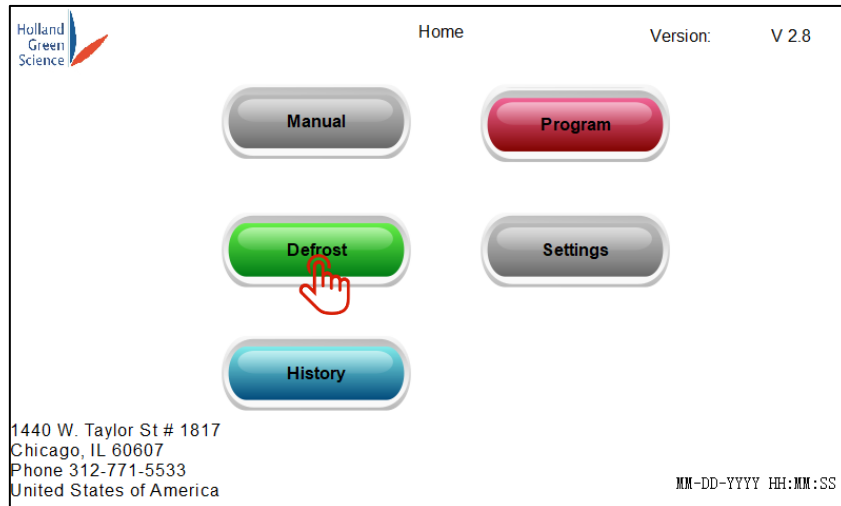 Holland
Green
Science
Home
Version: V 2.8
Manual
Program
Defrost
Settings
History
1440 W. Taylor St # 1817
Chicago, IL 60607
Phone 312-771-5533
United States of America
MM-DD-YYYY HH:MM:SS